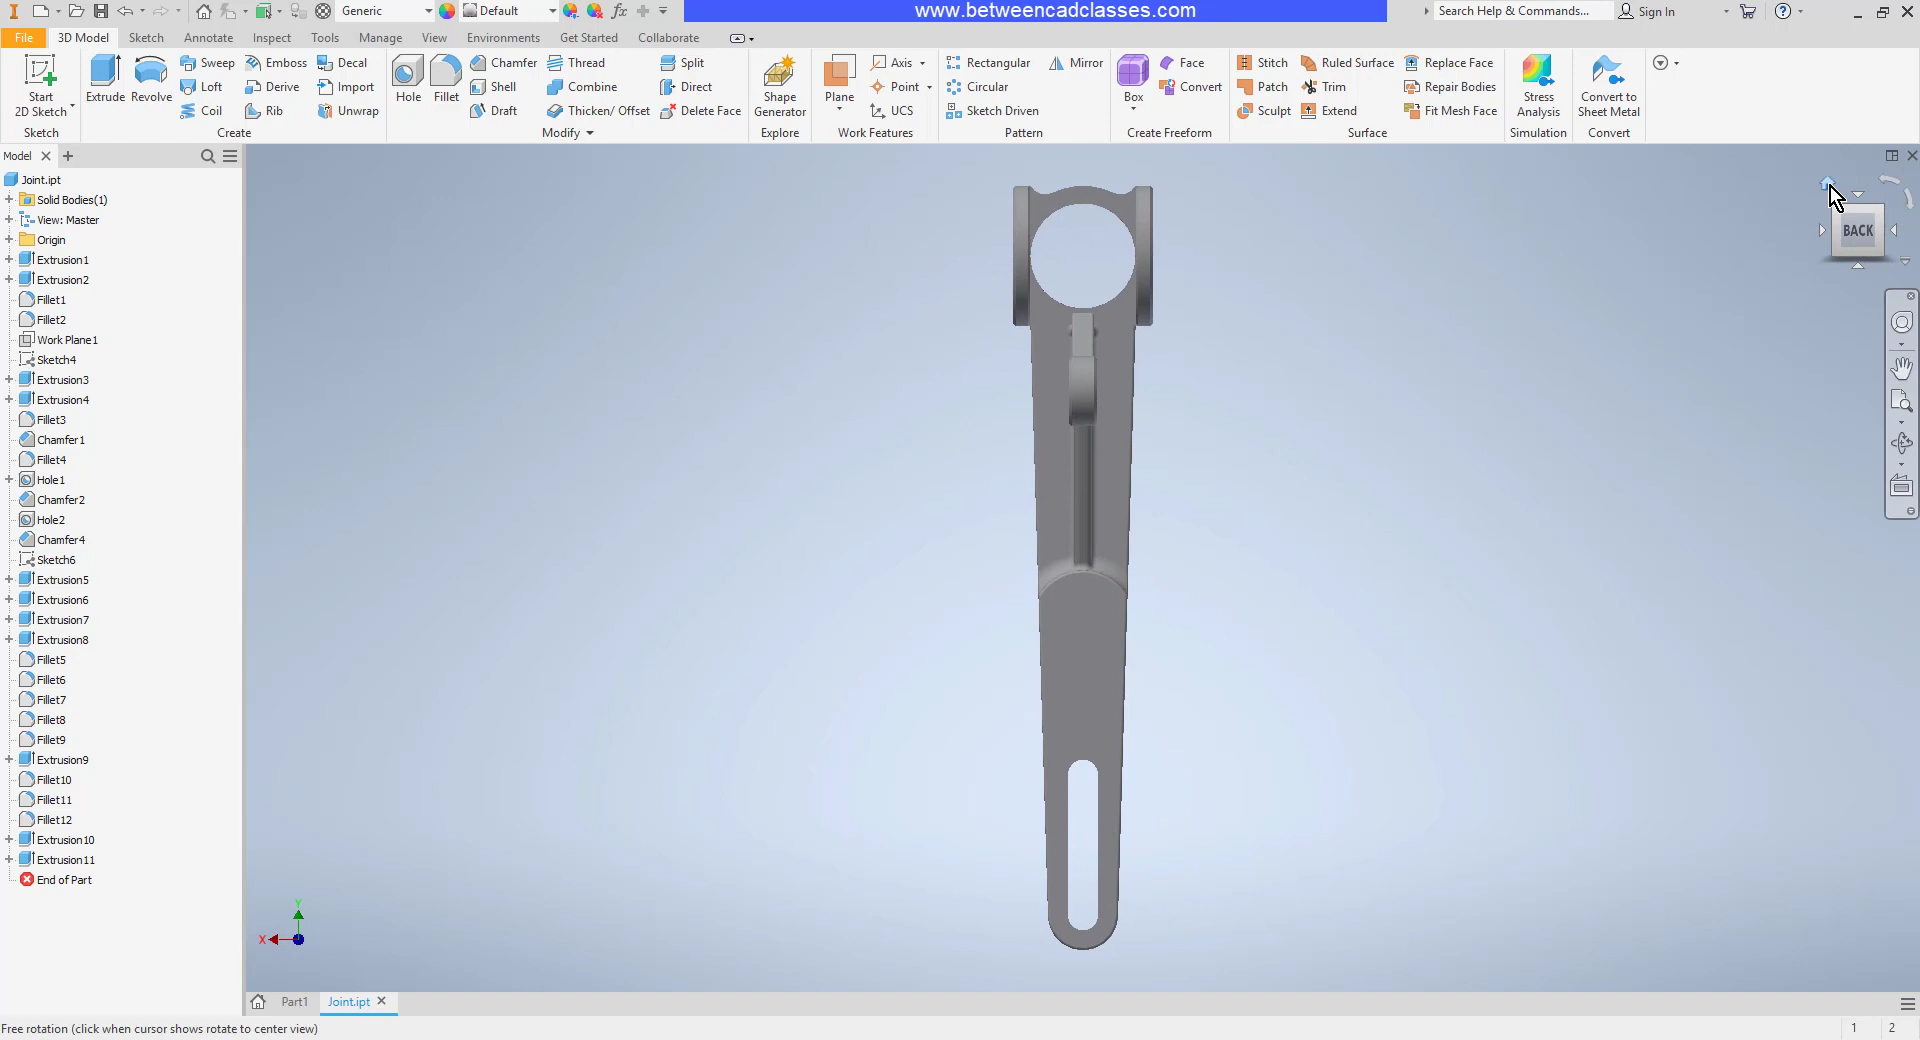 Generic
Default
www.betweencadclasses.com
Search Help & Commands...
Sign In
File
3D Model
Sketch
Annotate
Inspect
Tools
Manage
View
Environments
Get Started
Collaborate
Start
2D Sketch
Sketch
Extrude
Revolve
Sweep
Loft
Coil
Emboss
Derive
Rib
Decal
Import
Unwrap
Create
Hole
Fillet
Chamfer
Shell
Draft
Thread
Combine
Thicken/ Offset
Split
Direct
Delete Face
Modify
Shape
Generator
Explore
Plane
Axis
Point
UCS
Work Features
Rectangular
Circular
Sketch Driven
Mirror
Pattern
Box
Face
Convert
Create Freeform
Stitch
Patch
Sculpt
Ruled Surface
Trim
Extend
Replace Face
Repair Bodies
Fit Mesh Face
Surface
Stress
Analysis
Simulation
Convert to
Sheet Metal
Convert
Model
Joint.ipt
Solid Bodies(1)
View: Master
Origin
Extrusion1
Extrusion2
Fillet1
Fillet2
Work Plane1
Sketch4
Extrusion3
Extrusion4
Fillet3
Chamfer1
Fillet4
Hole1
Chamfer2
Hole2
Chamfer4
Sketch6
Extrusion5
Extrusion6
Extrusion7
Extrusion8
Fillet5
Fillet6
Fillet7
Fillet8
Fillet9
Extrusion9
Fillet10
Fillet11
Fillet12
Extrusion10
Extrusion11
End of Part
BACK
Y
X
Part1
Joint.ipt
Free rotation (click when cursor shows rotate to center view)
1
2